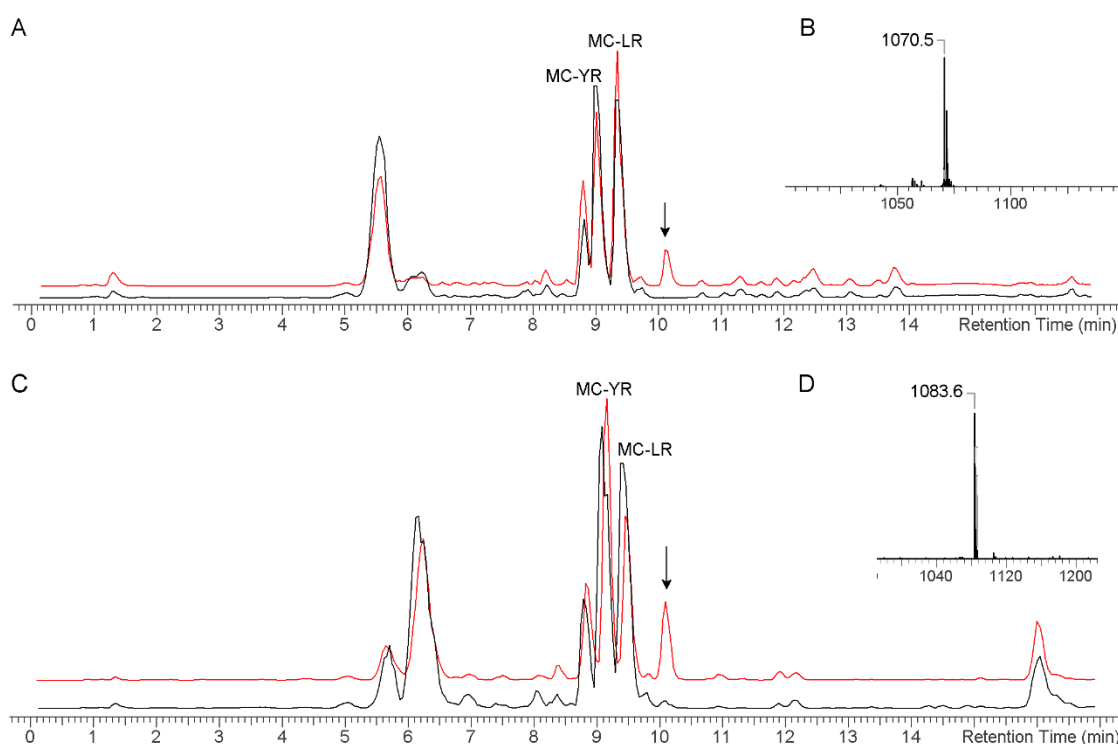 A
MC-LR
MC-YR
B
1070.5
1050 1100
0 1 2 3 4 5 6 7 8 9 10 11 12 13 14
Retention Time (min)
C
MC-YR
MC-LR
D
1083.6
1040 1120 1200
0 1 2 3 4 5 6 7 8 9 10 11 12 13 14
Retention Time (min)